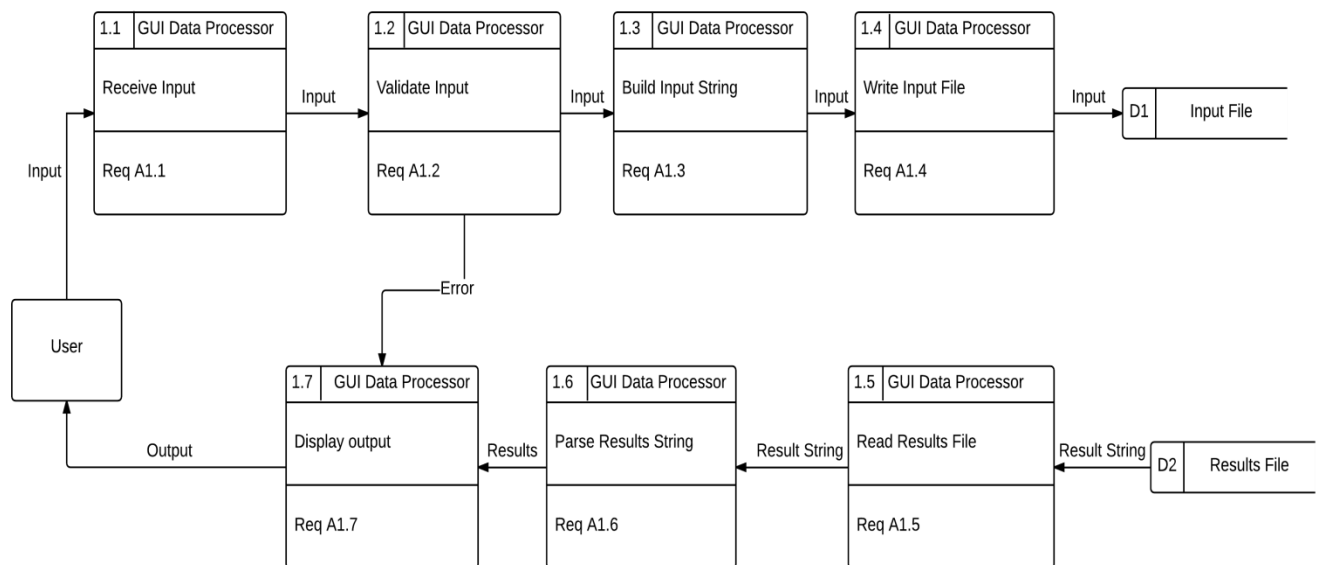 1.1 GUI Data Processor
Receive Input
Req A1.1
Input
1.2 GUI Data Processor
Validate Input
Req A1.2
Input
1.3 GUI Data Processor
Build Input String
Req A1.3
Input
1.4 GUI Data Processor
Write Input File
Req A1.4
Input
D1 Input File
Input
Error
User
1.7 GUI Data Processor
Display output
Req A1.7
Output
Results
1.6 GUI Data Processor
Parse Results String
Req A1.6
Result String
1.5 GUI Data Processor
Read Results File
Req A1.5
Result String
D2 Results File